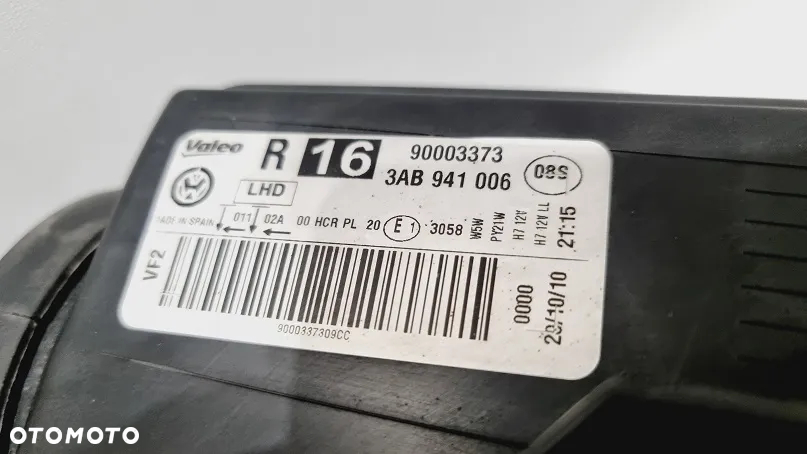 Valeo R 16 90003373
LHD 3AB 941 006 08S
MADE IN SPAIN 011 02A 00 HCR PL 20 E1 3058
W5W
PY21W
H7 12V
H7 12V LL
21:15
VF2
0000
20/10/10
9000337309CC
OTOMOTO